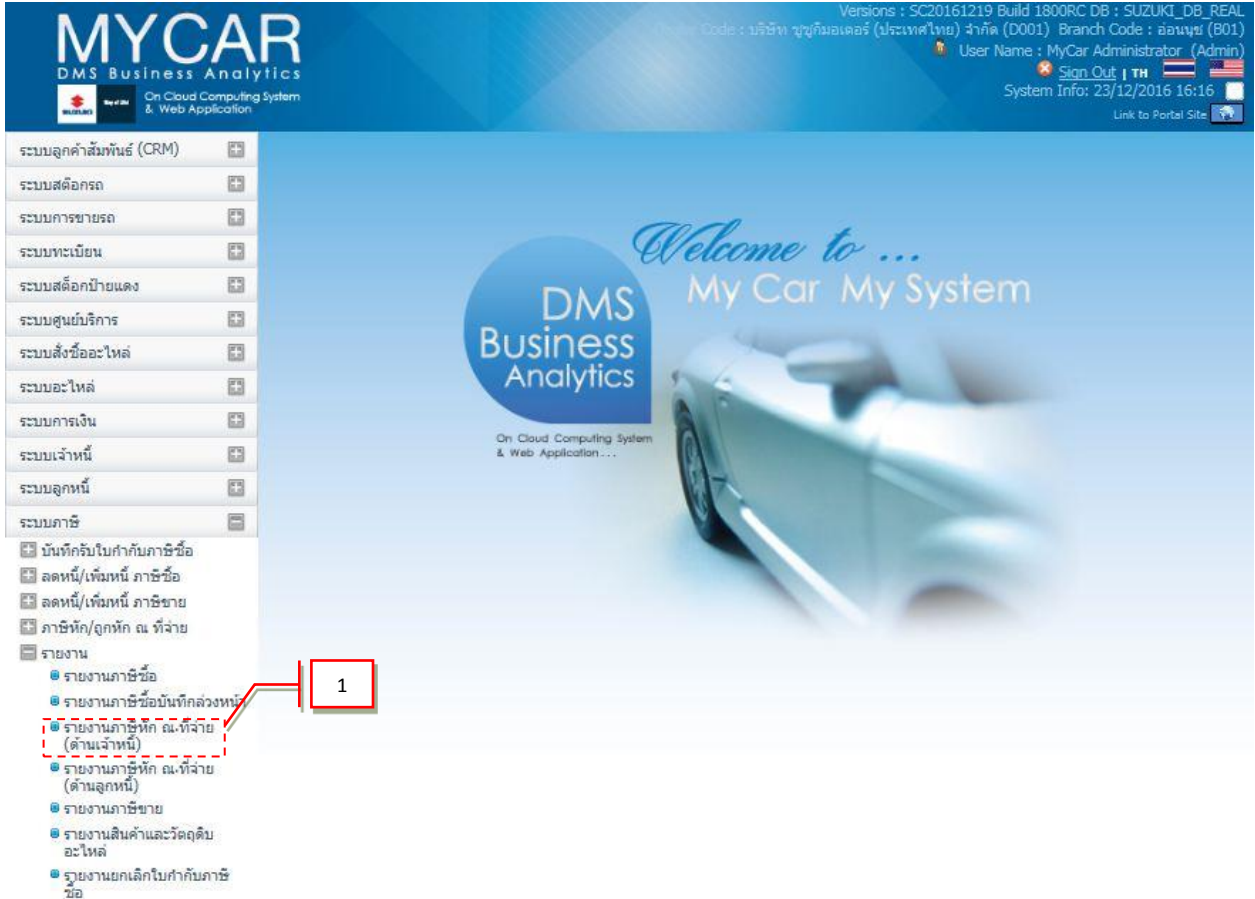 MYCAR
DMS Business Analytics
On Cloud Computing System
& Web Application
SUZUKI
Way of Life!
Versions : SC20161219 Build 1800RC DB : SUZUKI_DB_REAL
Code : บริษัท ซูซูกิมอเตอร์ (ประเทศไทย) จำกัด (D001) Branch Code : อ่อนนุช (B01)
User Name : MyCar Administrator (Admin)
Sign Out | TH
System Info: 23/12/2016 16:16
Link to Portal Site
ระบบลูกค้าสัมพันธ์ (CRM)
ระบบสต๊อกรถ
ระบบการขายรถ
ระบบทะเบียน
ระบบสต็อกป้ายแดง
ระบบศูนย์บริการ
ระบบสั่งซื้ออะไหล่
ระบบอะไหล่
ระบบการเงิน
ระบบเจ้าหนี้
ระบบลูกหนี้
ระบบภาษี
บันทึกรับใบกำกับภาษีซื้อ
ลดหนี้/เพิ่มหนี้ ภาษีซื้อ
ลดหนี้/เพิ่มหนี้ ภาษีขาย
ภาษีหัก/ถูกหัก ณ ที่จ่าย
รายงาน
รายงานภาษีซื้อ
รายงานภาษีซื้อบันทึกล่วงหน้า
รายงานภาษีหัก ณ.ที่จ่าย
(ด้านเจ้าหนี้)
รายงานภาษีหัก ณ.ที่จ่าย
(ด้านลูกหนี้)
รายงานภาษีขาย
รายงานสินค้าและวัตถุดิบ
อะไหล่
รายงานยกเลิกใบกำกับภาษี
ซื้อ
1
Welcome to ...
My Car My System
DMS
Business
Analytics
On Cloud Computing System
& Web Application...